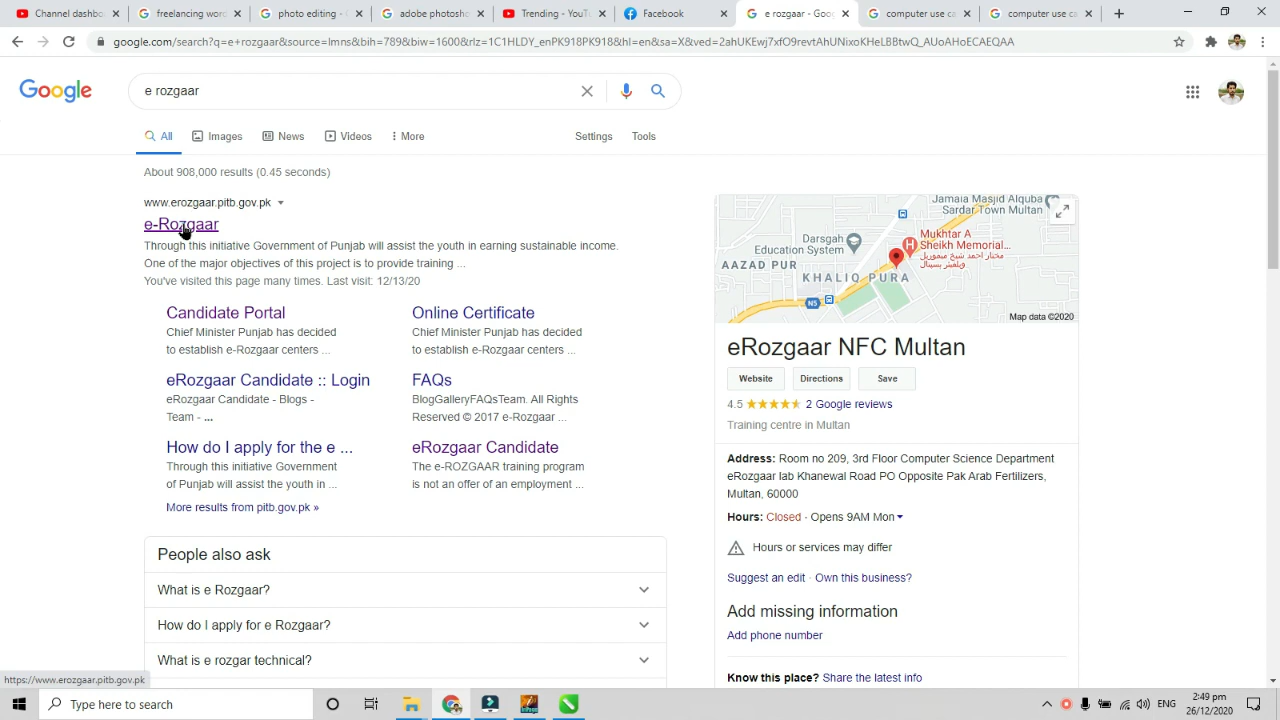 Channel dashbo
freelancing worl
photo editing - G
adobe photosho
Trending - YouTu
Facebook
e rozgaar - Goog
computer use ca
computer use ca
google.com/search?q=e+rozgaar&source=lmns&bih=789&biw=1600&rlz=1C1HLDY_enPK918PK918&hl=en&sa=X&ved=2ahUKEwj7xfO9revtAhUNixoKHeLBBtwQ_AUoAHoECAEQAA
Google
e rozgaar
All
Images
News
Videos
More
Settings
Tools
About 908,000 results (0.45 seconds)
www.erozgaar.pitb.gov.pk
e-Rozgaar
Through this initiative Government of Punjab will assist the youth in earning sustainable income.
One of the major objectives of this project is to provide training ...
You've visited this page many times. Last visit: 12/13/20
Candidate Portal
Chief Minister Punjab has decided
to establish e-Rozgaar centers ...
Online Certificate
Chief Minister Punjab has decided
to establish e-Rozgaar centers ...
eRozgaar Candidate :: Login
eRozgaar Candidate - Blogs -
Team - ...
FAQs
BlogGalleryFAQsTeam. All Rights
Reserved © 2017 e-Rozgaar ...
How do I apply for the e ...
Through this initiative Government
of Punjab will assist the youth in ...
eRozgaar Candidate
The e-ROZGAAR training program
is not an offer of an employment ...
More results from pitb.gov.pk »
People also ask
What is e Rozgaar?
How do I apply for e Rozgaar?
What is e rozgar technical?
Jamaia Masjid Alquba
Sardar Town Multan
Darsgah
Education System
Mukhtar A
Sheikh Memorial...
مختار احمد شیخ میموریل
ویلفیئر ہسپتال
AAZAD PUR
KHALIQ PURA
N5
Map data ©2020
eRozgaar NFC Multan
Website
Directions
Save
4.5
2 Google reviews
Training centre in Multan
Address: Room no 209, 3rd Floor Computer Science Department
eRozgaar lab Khanewal Road PO Opposite Pak Arab Fertilizers,
Multan, 60000
Hours: Closed · Opens 9AM Mon
Hours or services may differ
Suggest an edit · Own this business?
Add missing information
Add phone number
Know this place? Share the latest info
https://www.erozgaar.pitb.gov.pk
Type here to search
ENG
2:49 pm
26/12/2020